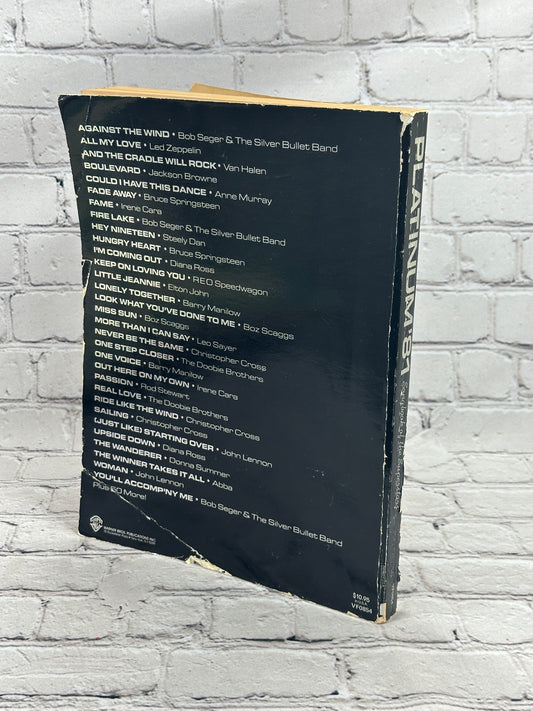 AGAINST THE WIND • Bob Seger & The Silver Bullet Band
ALL MY LOVE • Led Zeppelin
AND THE CRADLE WILL ROCK • Van Halen
BOULEVARD • Jackson Browne
COULD I HAVE THIS DANCE • Anne Murray
FADE AWAY • Bruce Springsteen
FAME • Irene Cara
FIRE LAKE • Bob Seger & The Silver Bullet Band
HEY NINETEEN • Steely Dan
HUNGRY HEART • Bruce Springsteen
I'M COMING OUT • Diana Ross
KEEP ON LOVING YOU • REO Speedwagon
LITTLE JEANNIE • Elton John
LONELY TOGETHER • Barry Manilow
LOOK WHAT YOU'VE DONE TO ME • Boz Scaggs
MISS SUN • Boz Scaggs
MORE THAN I CAN SAY • Leo Sayer
NEVER BE THE SAME • Christopher Cross
ONE STEP CLOSER • The Doobie Brothers
ONE VOICE • Barry Manilow
OUT HERE ON MY OWN • Irene Cara
PASSION • Rod Stewart
REAL LOVE • The Doobie Brothers
RIDE LIKE THE WIND • Christopher Cross
SAILING • Christopher Cross
(JUST LIKE) STARTING OVER • John Lennon
UPSIDE DOWN • Diana Ross
THE WANDERER • Donna Summer
THE WINNER TAKES IT ALL • Abba
WOMAN • John Lennon
YOU'LL ACCOMP'NY ME • Bob Seger & The Silver Bullet Band
Plus 60 More!
WARNER BROS. PUBLICATIONS INC.
$10.95
VF0854
PLATINUM:81